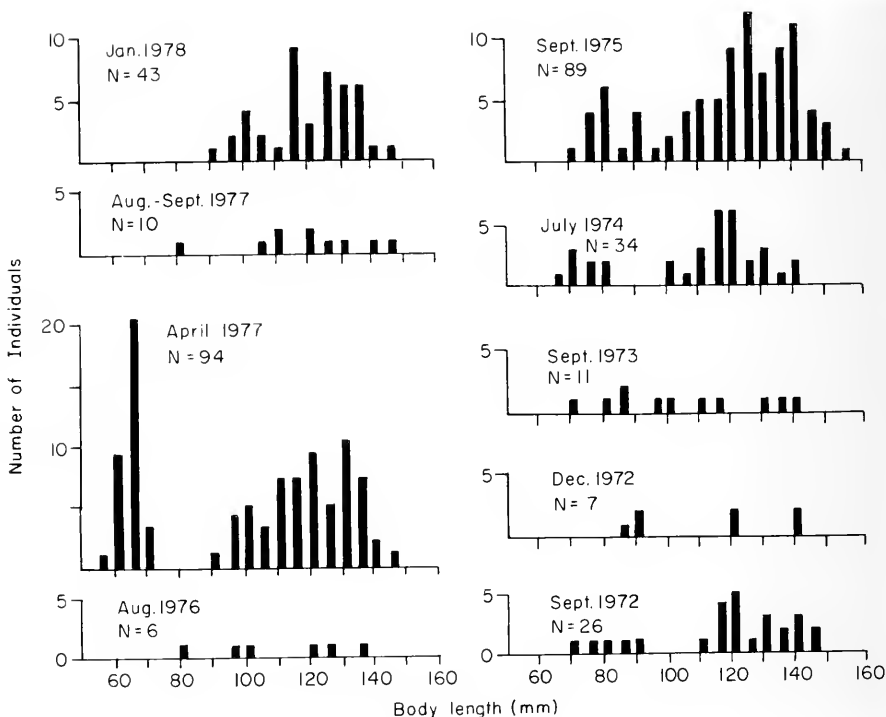 Number of Individuals
10
5
Jan. 1978
N = 43
5
Aug.-Sept. 1977
N=10
20
10
April 1977
N = 94
5
0
Aug. 1976
N=6
60 80 100 120 140 160
10
5
Sept. 1975
N= 89
5
July 1974
N= 34
5
Sept. 1973
N= 11
5
Dec. 1972
N= 7
5
0
Sept. 1972
N=26
60 80 100 120 140 160
Body length (mm)